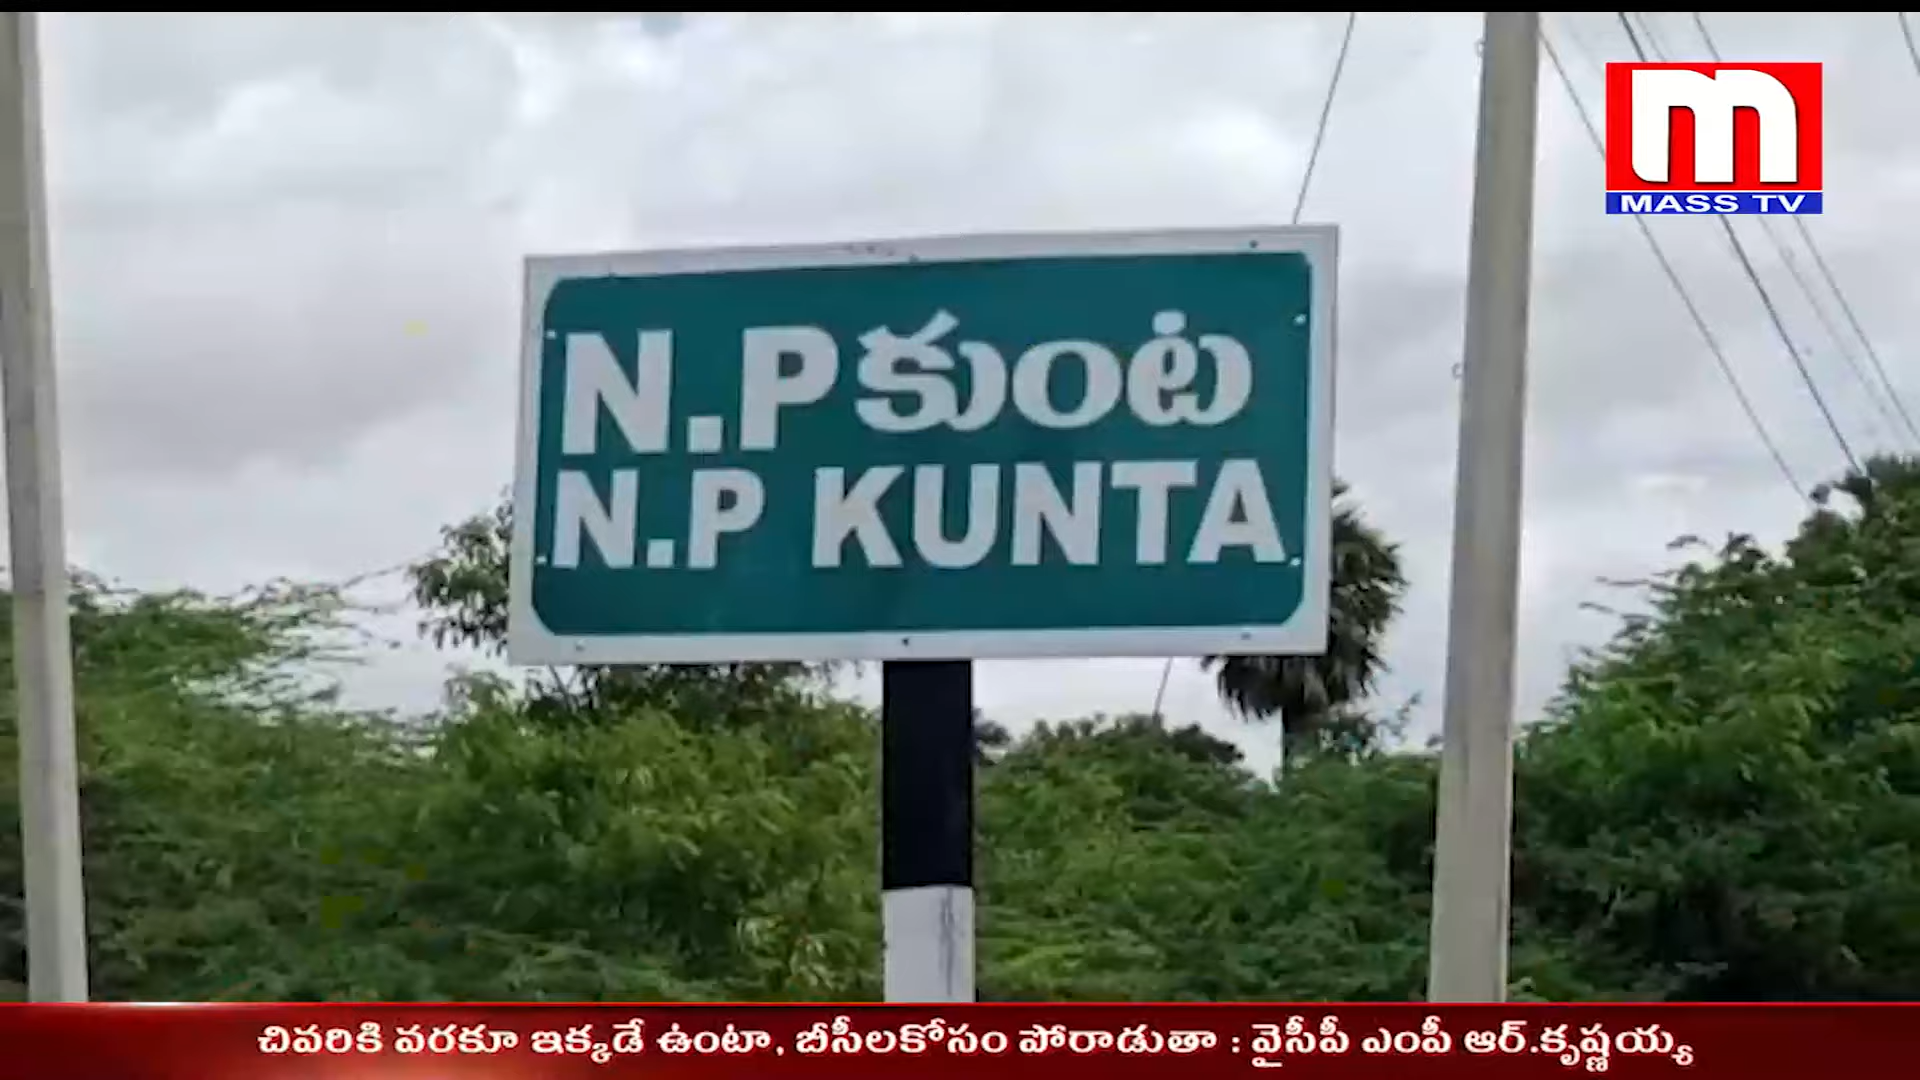 m
MASS TV
N.P కుంట
N.P KUNTA
చివరికి వరకూ ఇక్కడే ఉంటా, బీసీలకోసం పోరాడుతా : వైసీపీ ఎంపీ ఆర్.కృష్ణయ్య